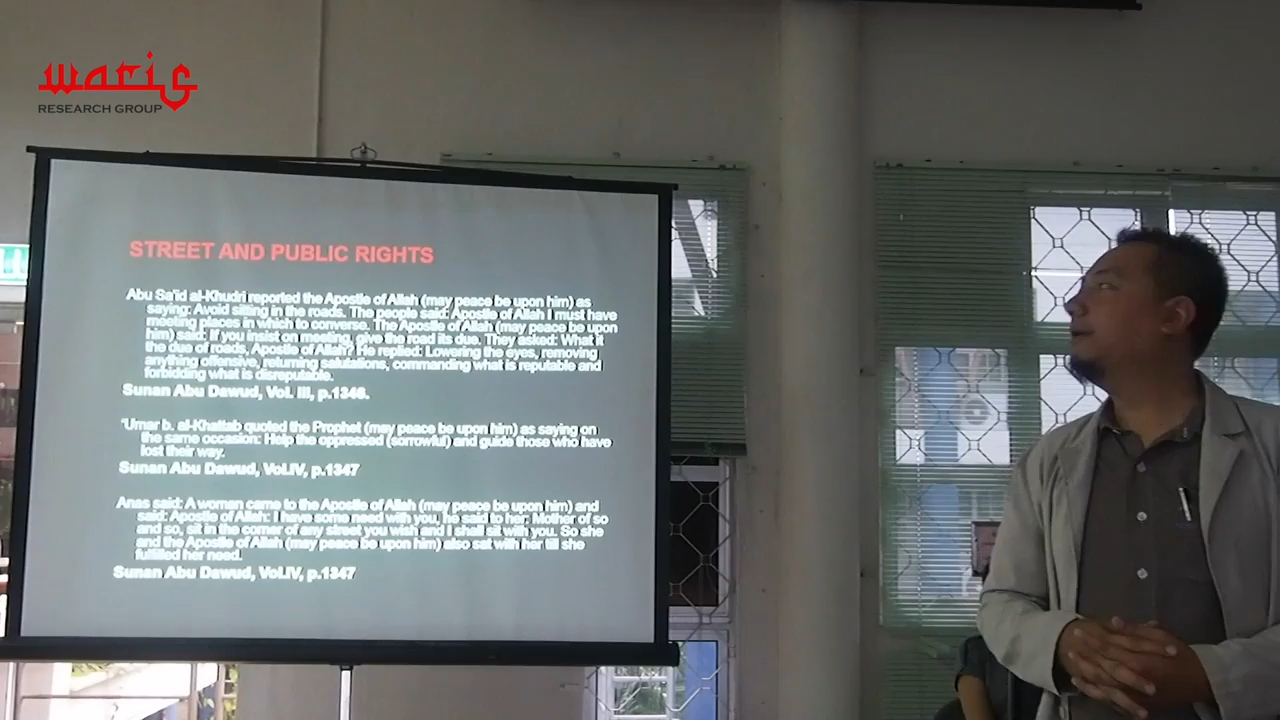 waris
RESEARCH GROUP
STREET AND PUBLIC RIGHTS
Abu Sa'id al-Khudri reported the Apostle of Allah (may peace be upon him) as
saying: Avoid sitting in the roads. The people said: Apostle of Allah I must have
meeting places in which to converse. The Apostle of Allah (may peace be upon
him) said: If you insist on meeting, give the road its due. They asked: What it
the due of roads, Apostle of Allah? He replied: Lowering the eyes, removing
anything offensive, returning salutations, commanding what is reputable and
forbidding what is disreputable.
Sunan Abu Dawud, Vol. III, p.1346.
'Umar b. al-Khattab quoted the Prophet (may peace be upon him) as saying on
the same occasion: Help the oppressed (sorrowful) and guide those who have
lost their way.
Sunan Abu Dawud, Vol.IV, p.1347
Anas said: A woman came to the Apostle of Allah (may peace be upon him) and
said: Apostle of Allah: I have some need with you, he said to her: Mother of so
and so, sit in the corner of any street you wish and I shall sit with you. So she
and the Apostle of Allah (may peace be upon him) also sat with her till she
fulfilled her need.
Sunan Abu Dawud, Vol.IV, p.1347